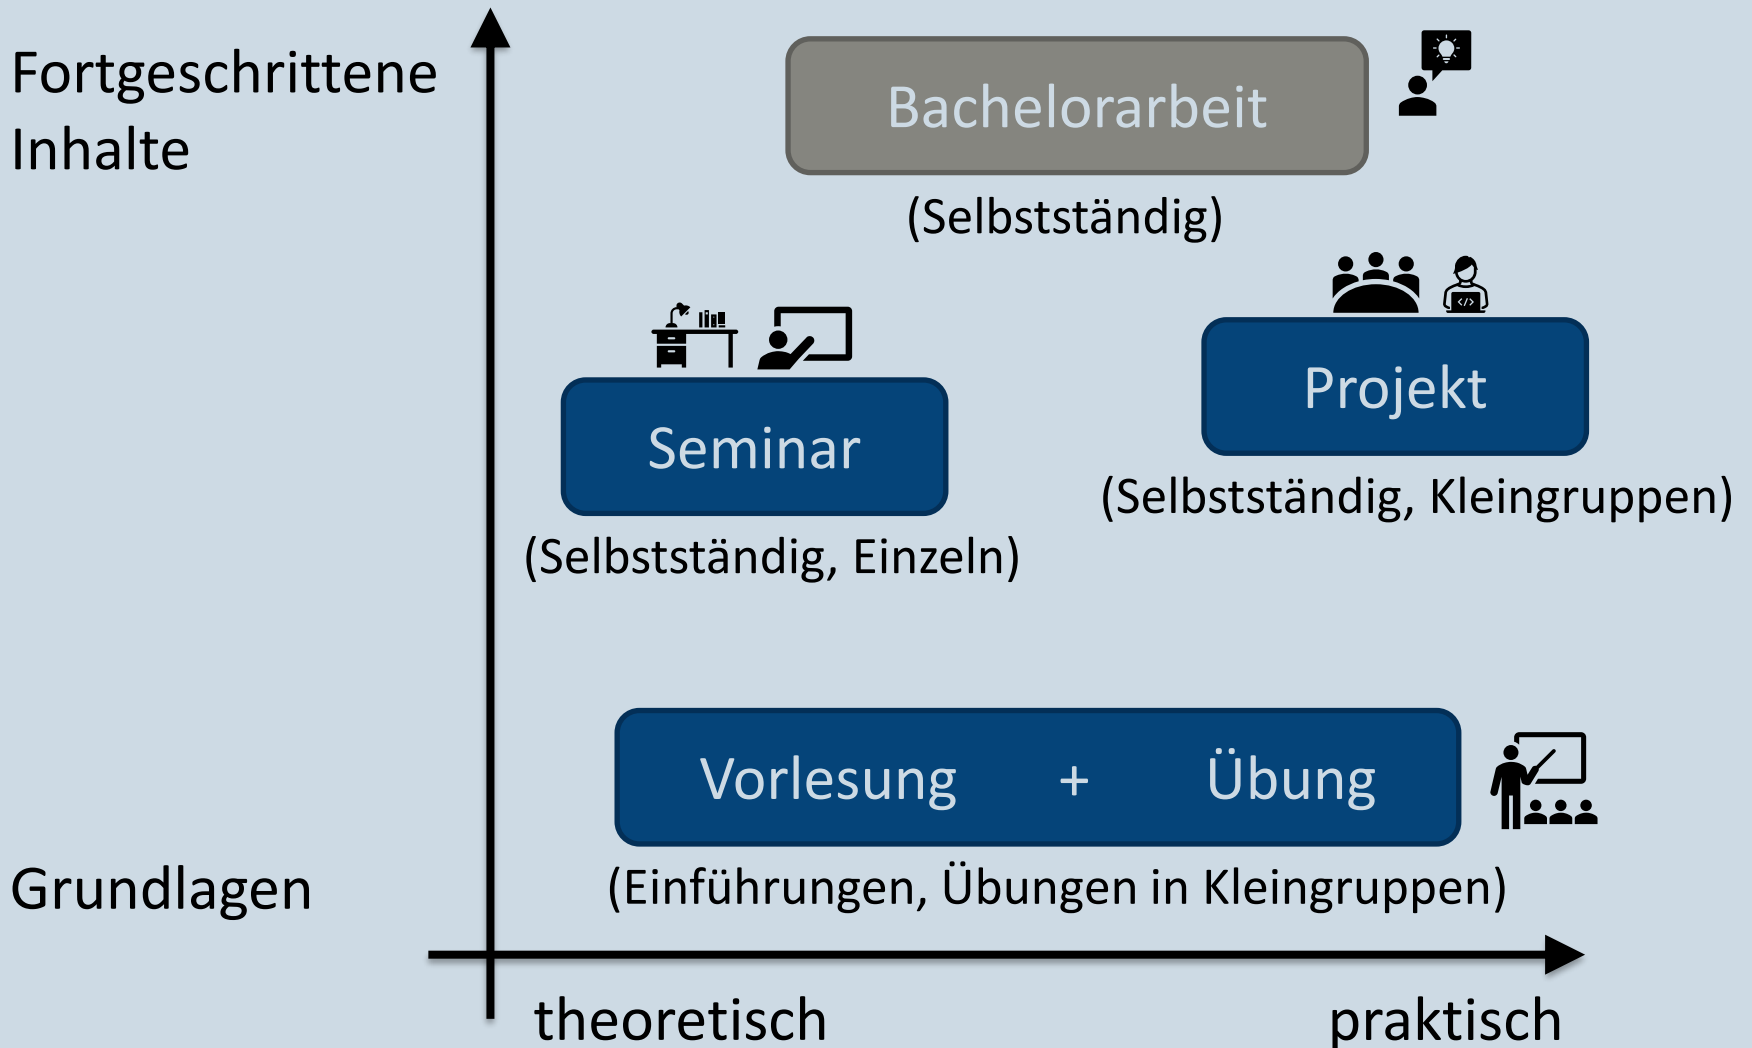 Fortgeschrittene
Inhalte
Bachelorarbeit
(Selbstständig)
Projekt
(Selbstständig, Kleingruppen)
Seminar
(Selbstständig, Einzeln)
Vorlesung + Übung
(Einführungen, Übungen in Kleingruppen)
Grundlagen
theoretisch praktisch